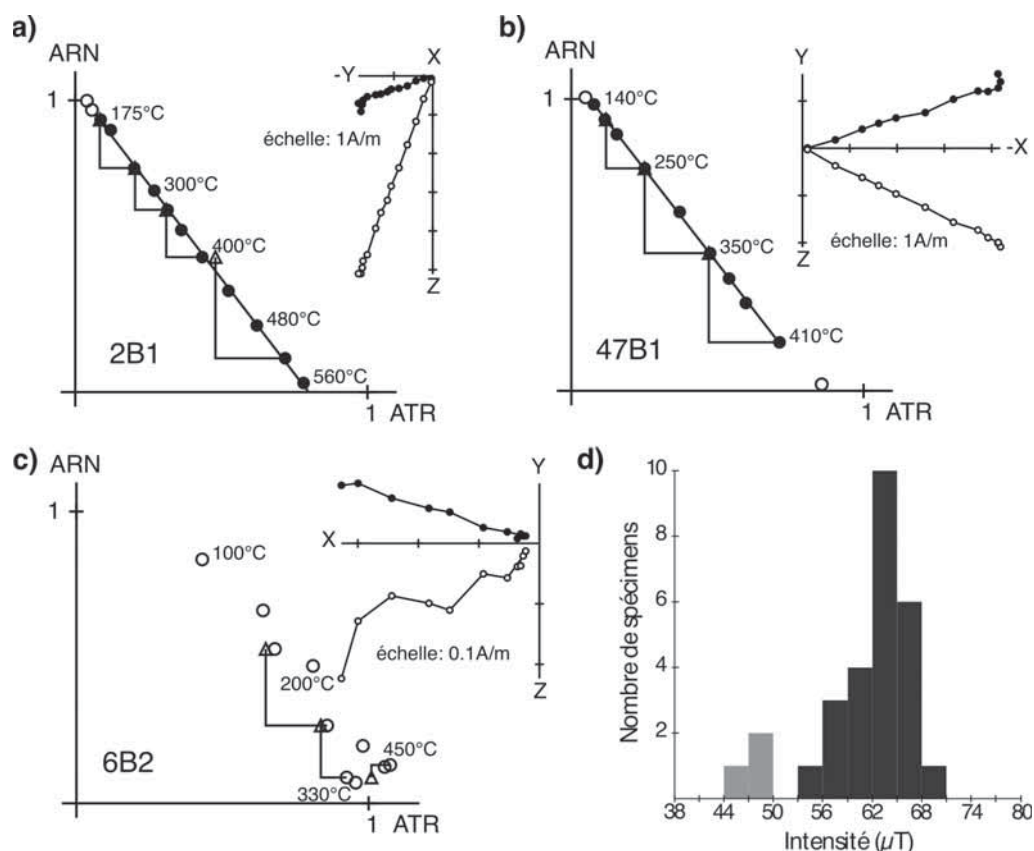 a)
ARN
1
175°C
300°C
400°C
480°C
560°C
2B1
1 ATR
X
-Y
échelle: 1A/m
Z
b)
ARN
1
140°C
250°C
350°C
410°C
47B1
1 ATR
Y
-X
échelle: 1A/m
Z
c)
ARN
1
100°C
200°C
450°C
330°C
6B2
1 ATR
Y
X
échelle: 0.1A/m
Z
d)
Nombre de spécimens
10
8
6
4
2
38 44 50 56 62 68 74 80
Intensité (µT)